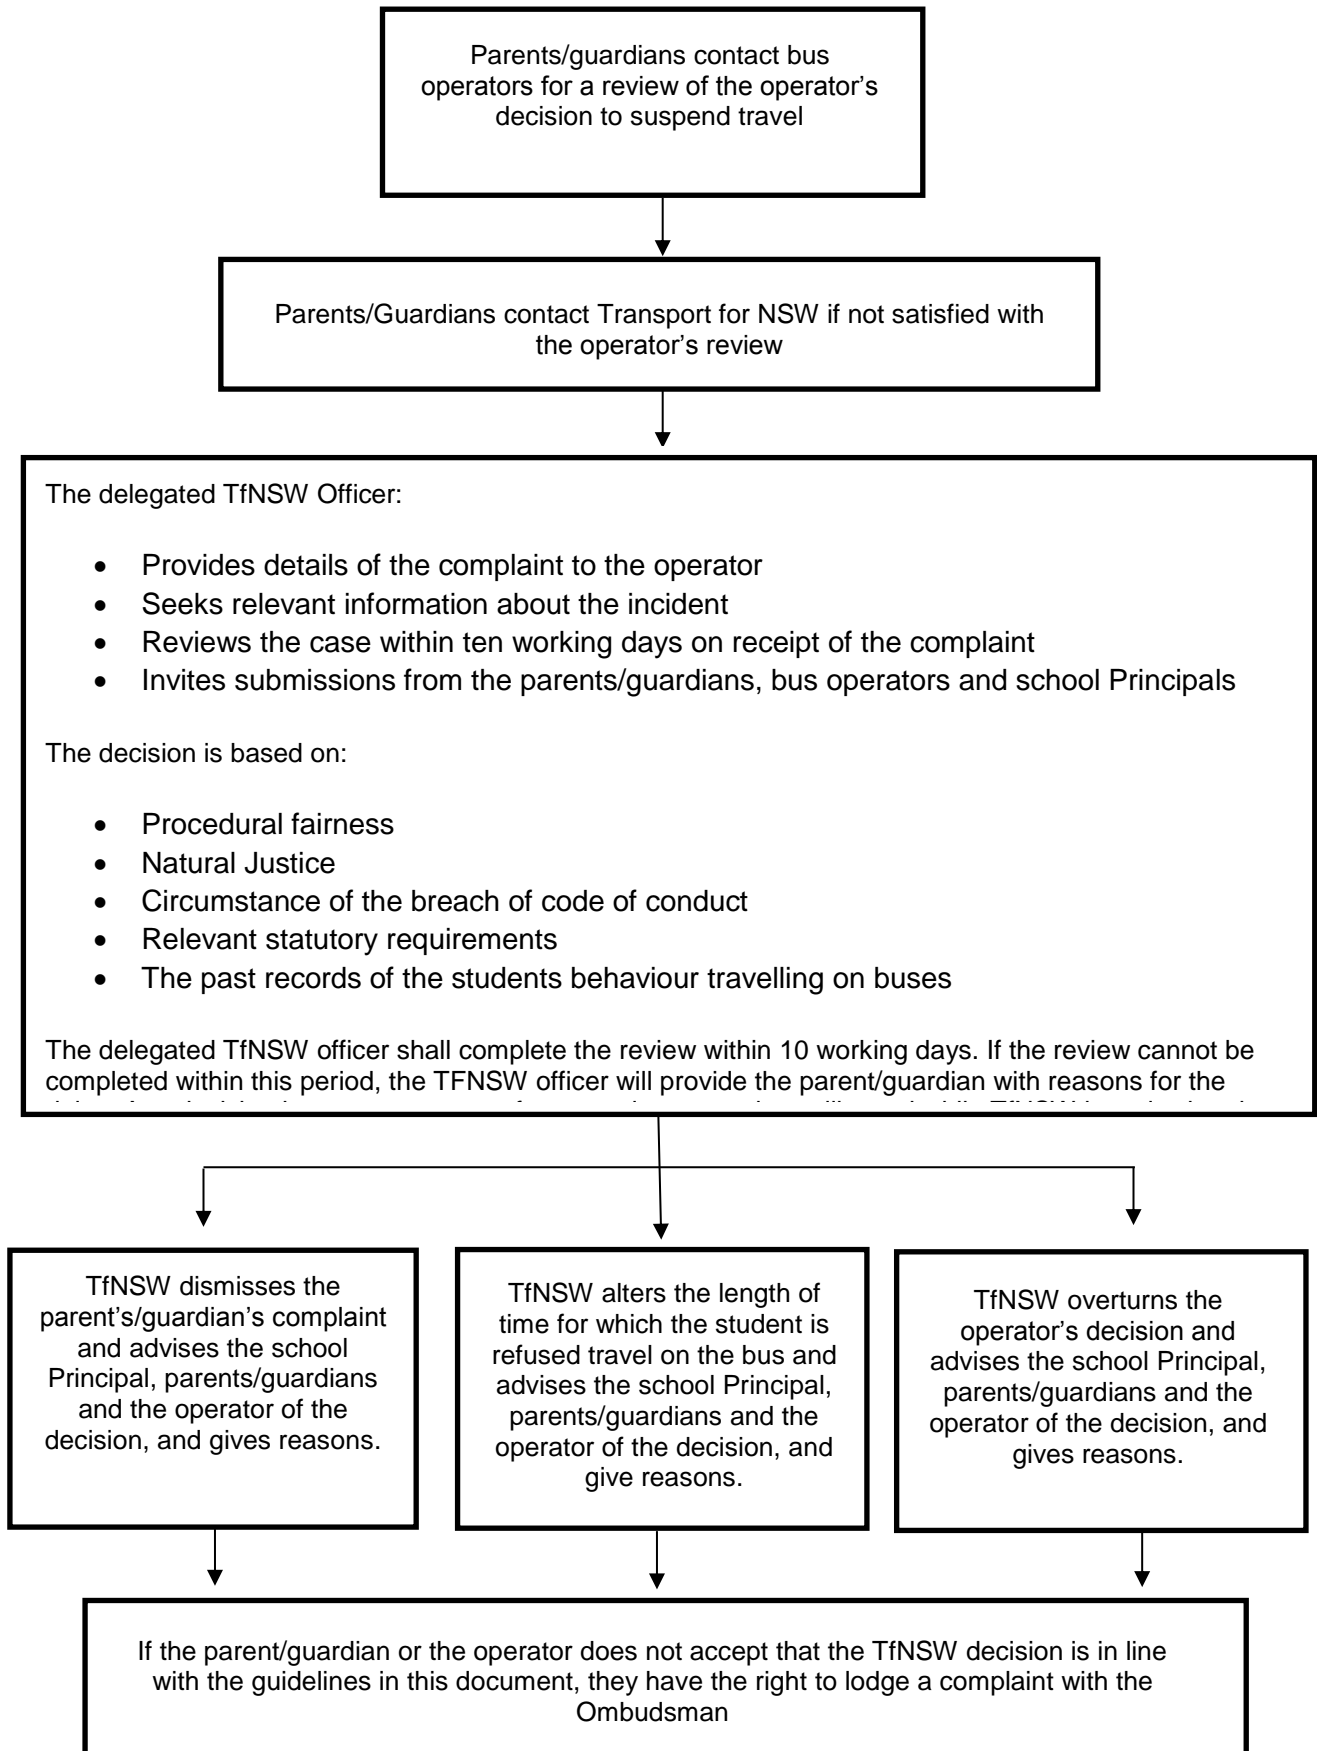 Parents/guardians contact bus
operators for a review of the operator’s
decision to suspend travel
Parents/Guardians contact Transport for NSW if not satisfied with
the operator’s review
The delegated TfNSW Officer:
• Provides details of the complaint to the operator
• Seeks relevant information about the incident
• Reviews the case within ten working days on receipt of the complaint
• Invites submissions from the parents/guardians, bus operators and school Principals
The decision is based on:
• Procedural fairness
• Natural Justice
• Circumstance of the breach of code of conduct
• Relevant statutory requirements
• The past records of the students behaviour travelling on buses
The delegated TfNSW officer shall complete the review within 10 working days. If the review cannot be
completed within this period, the TFNSW officer will provide the parent/guardian with reasons for the
TfNSW dismisses the
parent’s/guardian’s complaint
and advises the school
Principal, parents/guardians
and the operator of the
decision, and gives reasons.
TfNSW alters the length of
time for which the student is
refused travel on the bus and
advises the school Principal,
parents/guardians and the
operator of the decision, and
give reasons.
TfNSW overturns the
operator’s decision and
advises the school Principal,
parents/guardians and the
operator of the decision, and
gives reasons.
If the parent/guardian or the operator does not accept that the TfNSW decision is in line
with the guidelines in this document, they have the right to lodge a complaint with the
Ombudsman